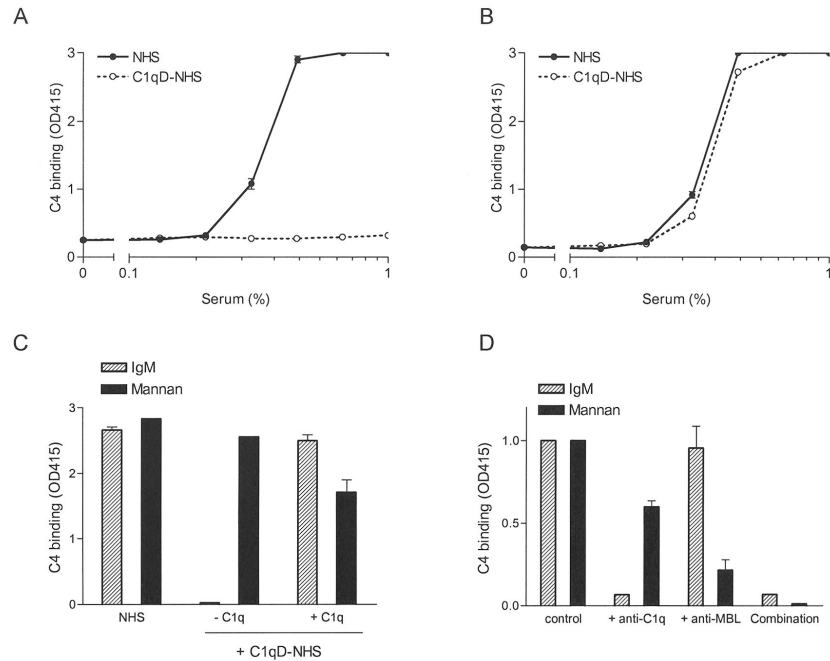 A
NHS
C1qD-NHS
C4 binding (OD415)
3
2
1
0
0
0.1
1
Serum (%)
B
NHS
C1qD-NHS
C4 binding (OD415)
3
2
1
0
0
0.1
1
Serum (%)
C
IgM
Mannan
C4 binding (OD415)
3
2
1
0
NHS
- C1q
+ C1q
+ C1qD-NHS
D
IgM
Mannan
C4 binding (OD415)
1.0
0.5
0.0
control
+ anti-C1q
+ anti-MBL
Combination